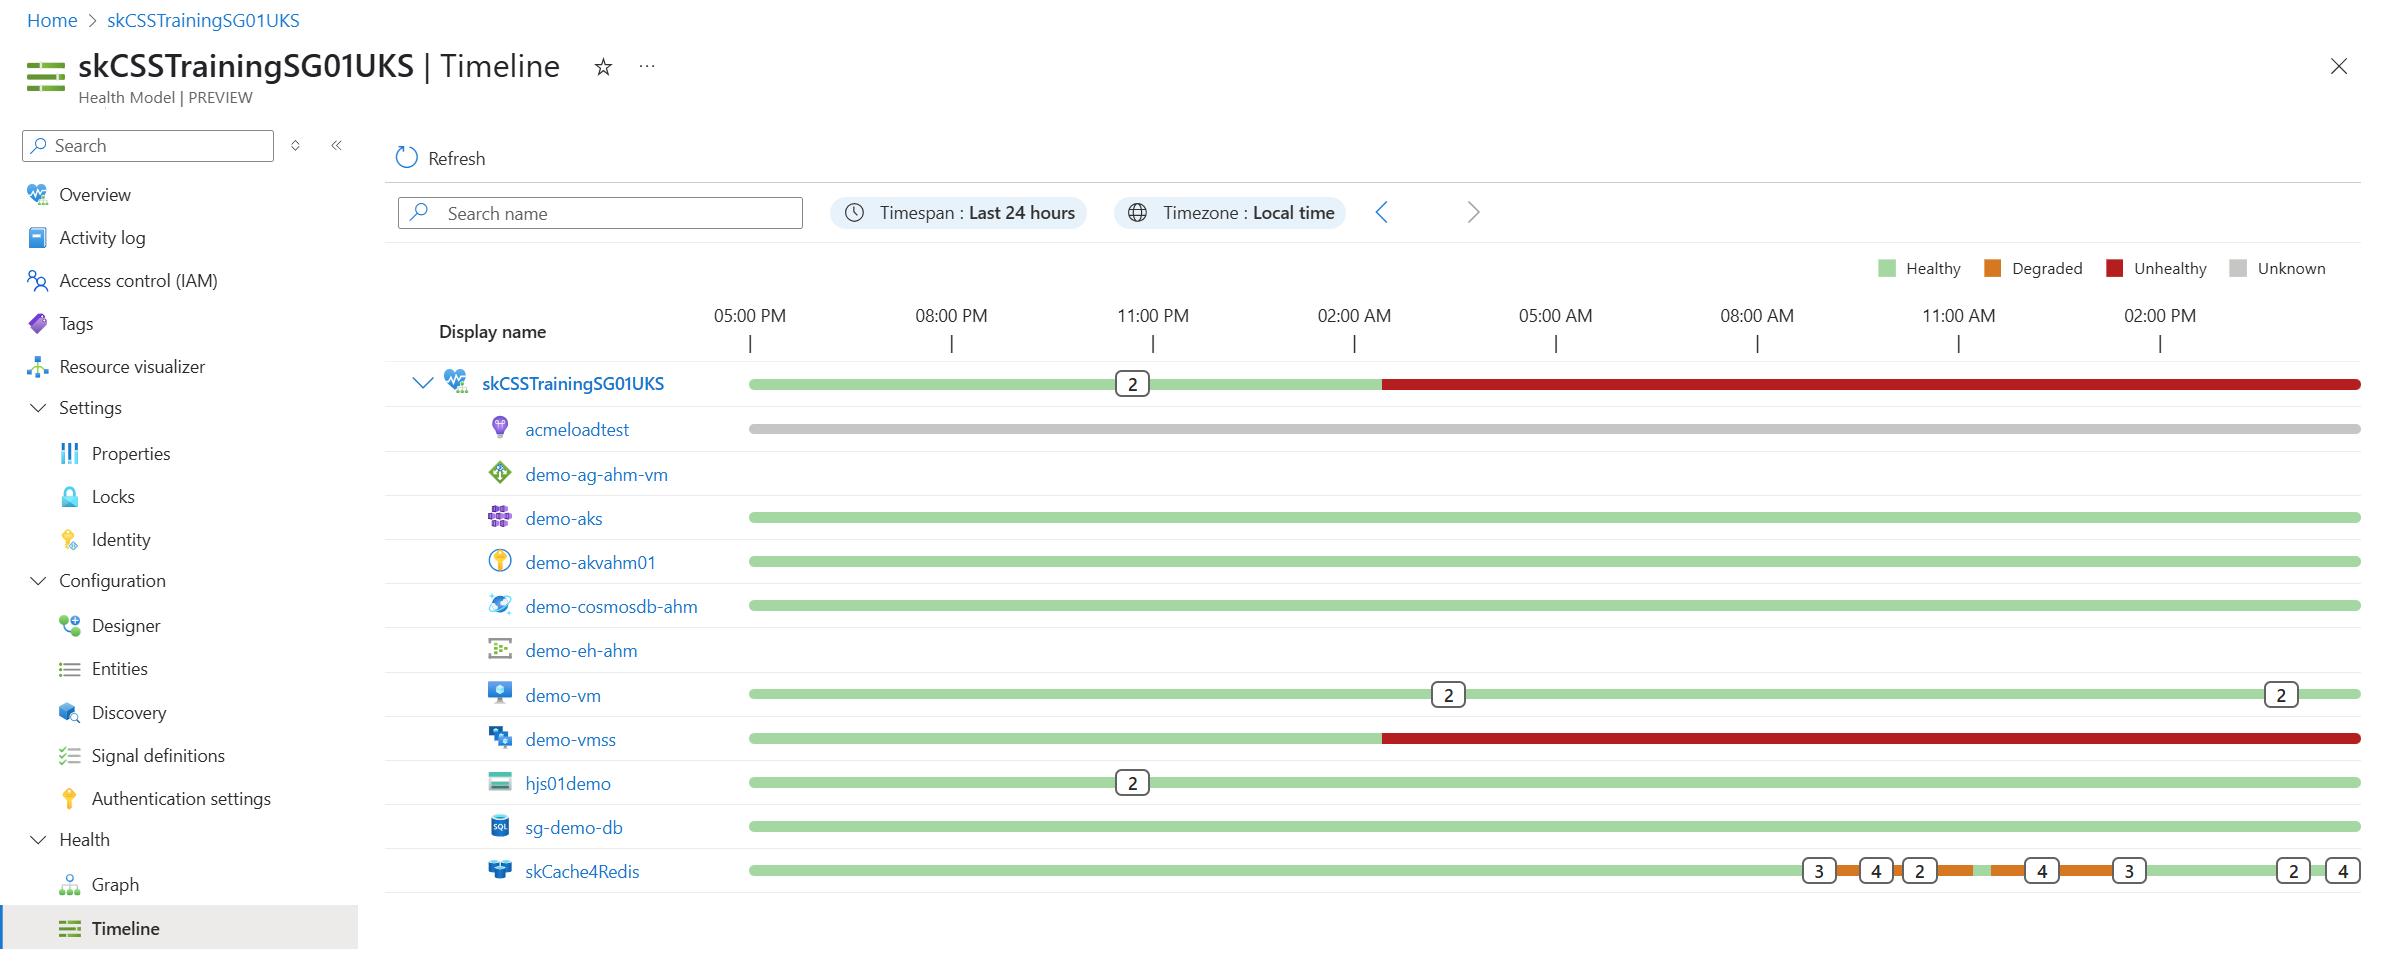 Home > skCSSTrainingSG01UKS
skCSSTrainingSG01UKS | Timeline
Health Model | PREVIEW
Search
Overview
Activity log
Access control (IAM)
Tags
Resource visualizer
Settings
Properties
Locks
Identity
Configuration
Designer
Entities
Discovery
Signal definitions
Authentication settings
Health
Graph
Timeline
Refresh
Search name
Timespan : Last 24 hours
Timezone : Local time
Healthy Degraded Unhealthy Unknown
Display name
05:00 PM 08:00 PM 11:00 PM 02:00 AM 05:00 AM 08:00 AM 11:00 AM 02:00 PM
skCSSTrainingSG01UKS 2
acmeloadtest
demo-ag-ahm-vm
demo-aks
demo-akvahm01
demo-cosmosdb-ahm
demo-eh-ahm
demo-vm 2 2
demo-vmss
hjs01demo 2
SQL sg-demo-db
skCache4Redis 3 4 2 4 3 2 4